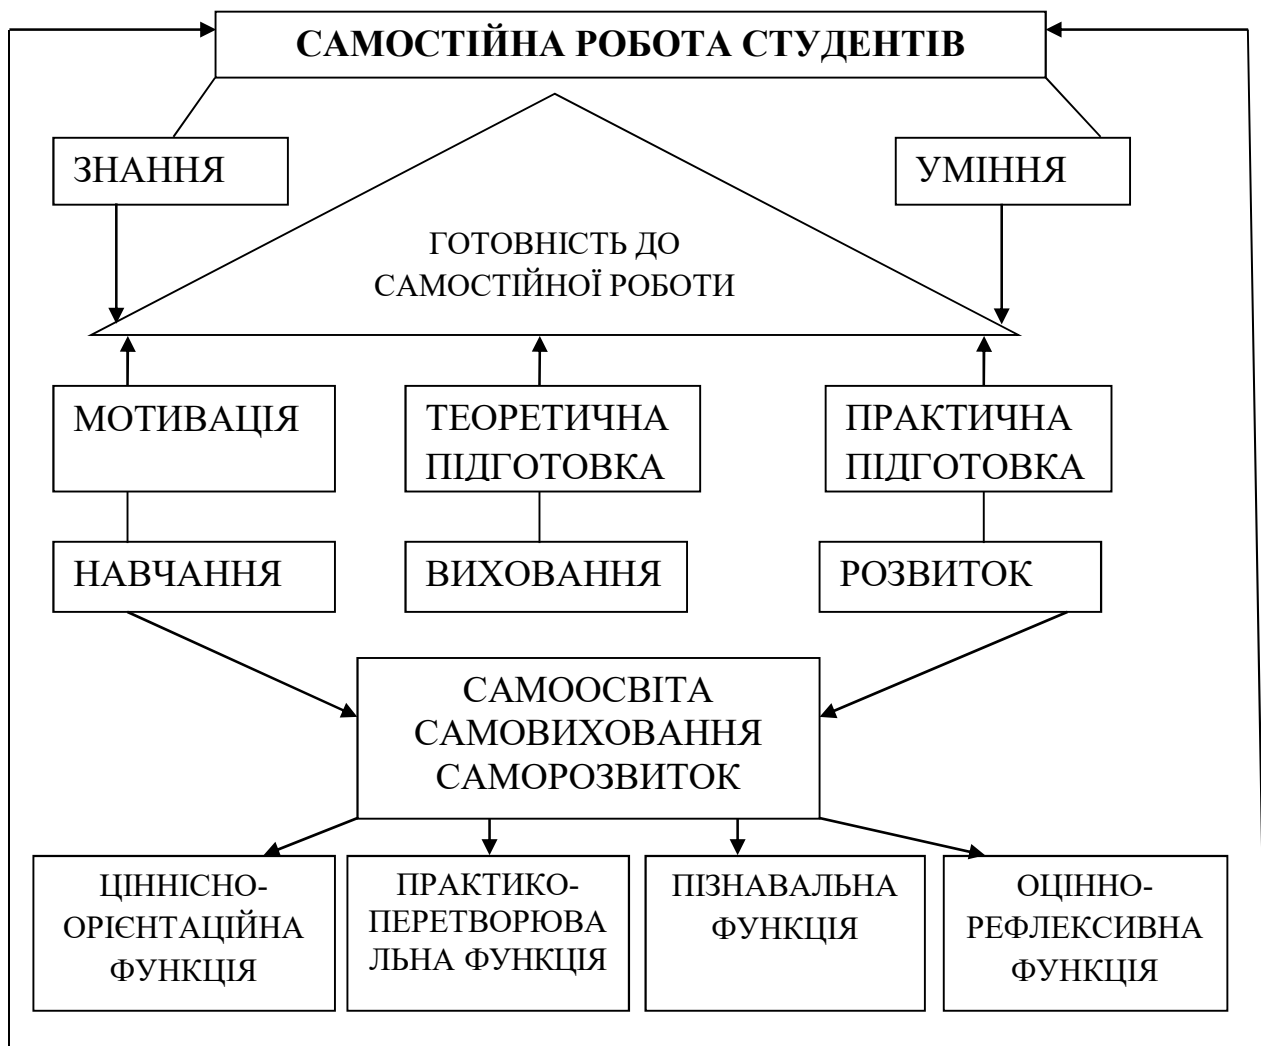 САМОСТІЙНА РОБОТА СТУДЕНТІВ
ЗНАННЯ
УМІННЯ
ГОТОВНІСТЬ ДО
САМОСТІЙНОЇ РОБОТИ
МОТИВАЦІЯ
ТЕОРЕТИЧНА
ПІДГОТОВКА
ПРАКТИЧНА
ПІДГОТОВКА
НАВЧАННЯ
ВИХОВАННЯ
РОЗВИТОК
САМООСВІТА
САМОВИХОВАННЯ
САМОРОЗВИТОК
ЦІННІСНО-
ОРІЄНТАЦІЙНА
ФУНКЦІЯ
ПРАКТИКО-
ПЕРЕТВОРЮВА
ЛЬНА ФУНКЦІЯ
ПІЗНАВАЛЬНА
ФУНКЦІЯ
ОЦІННО-
РЕФЛЕКСИВНА
ФУНКЦІЯ